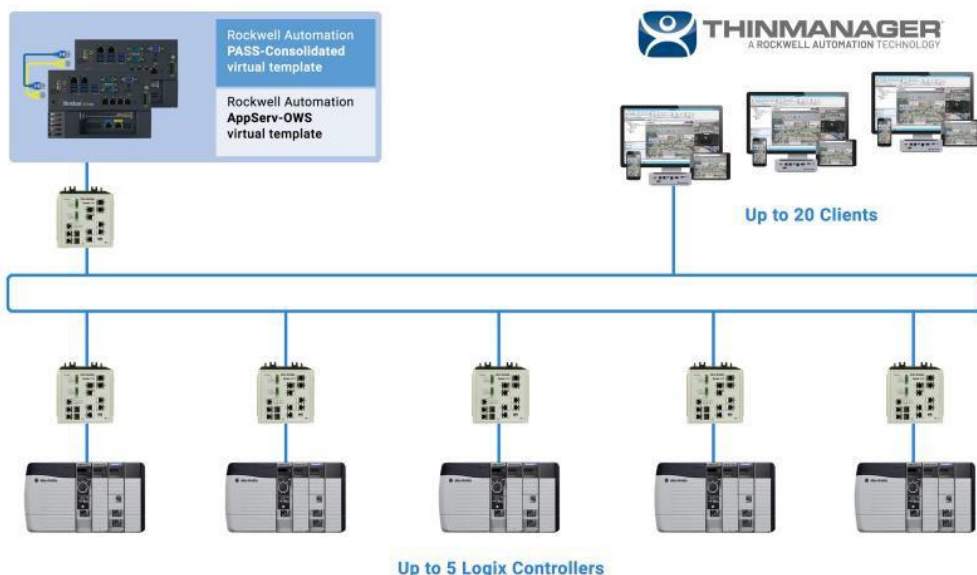 Rockwell Automation
PASS-Consolidated
virtual template
Rockwell Automation
AppServ-OWS
virtual template
THINMANAGER
A ROCKWELL AUTOMATION TECHNOLOGY
Up to 20 Clients
Up to 5 Logix Controllers